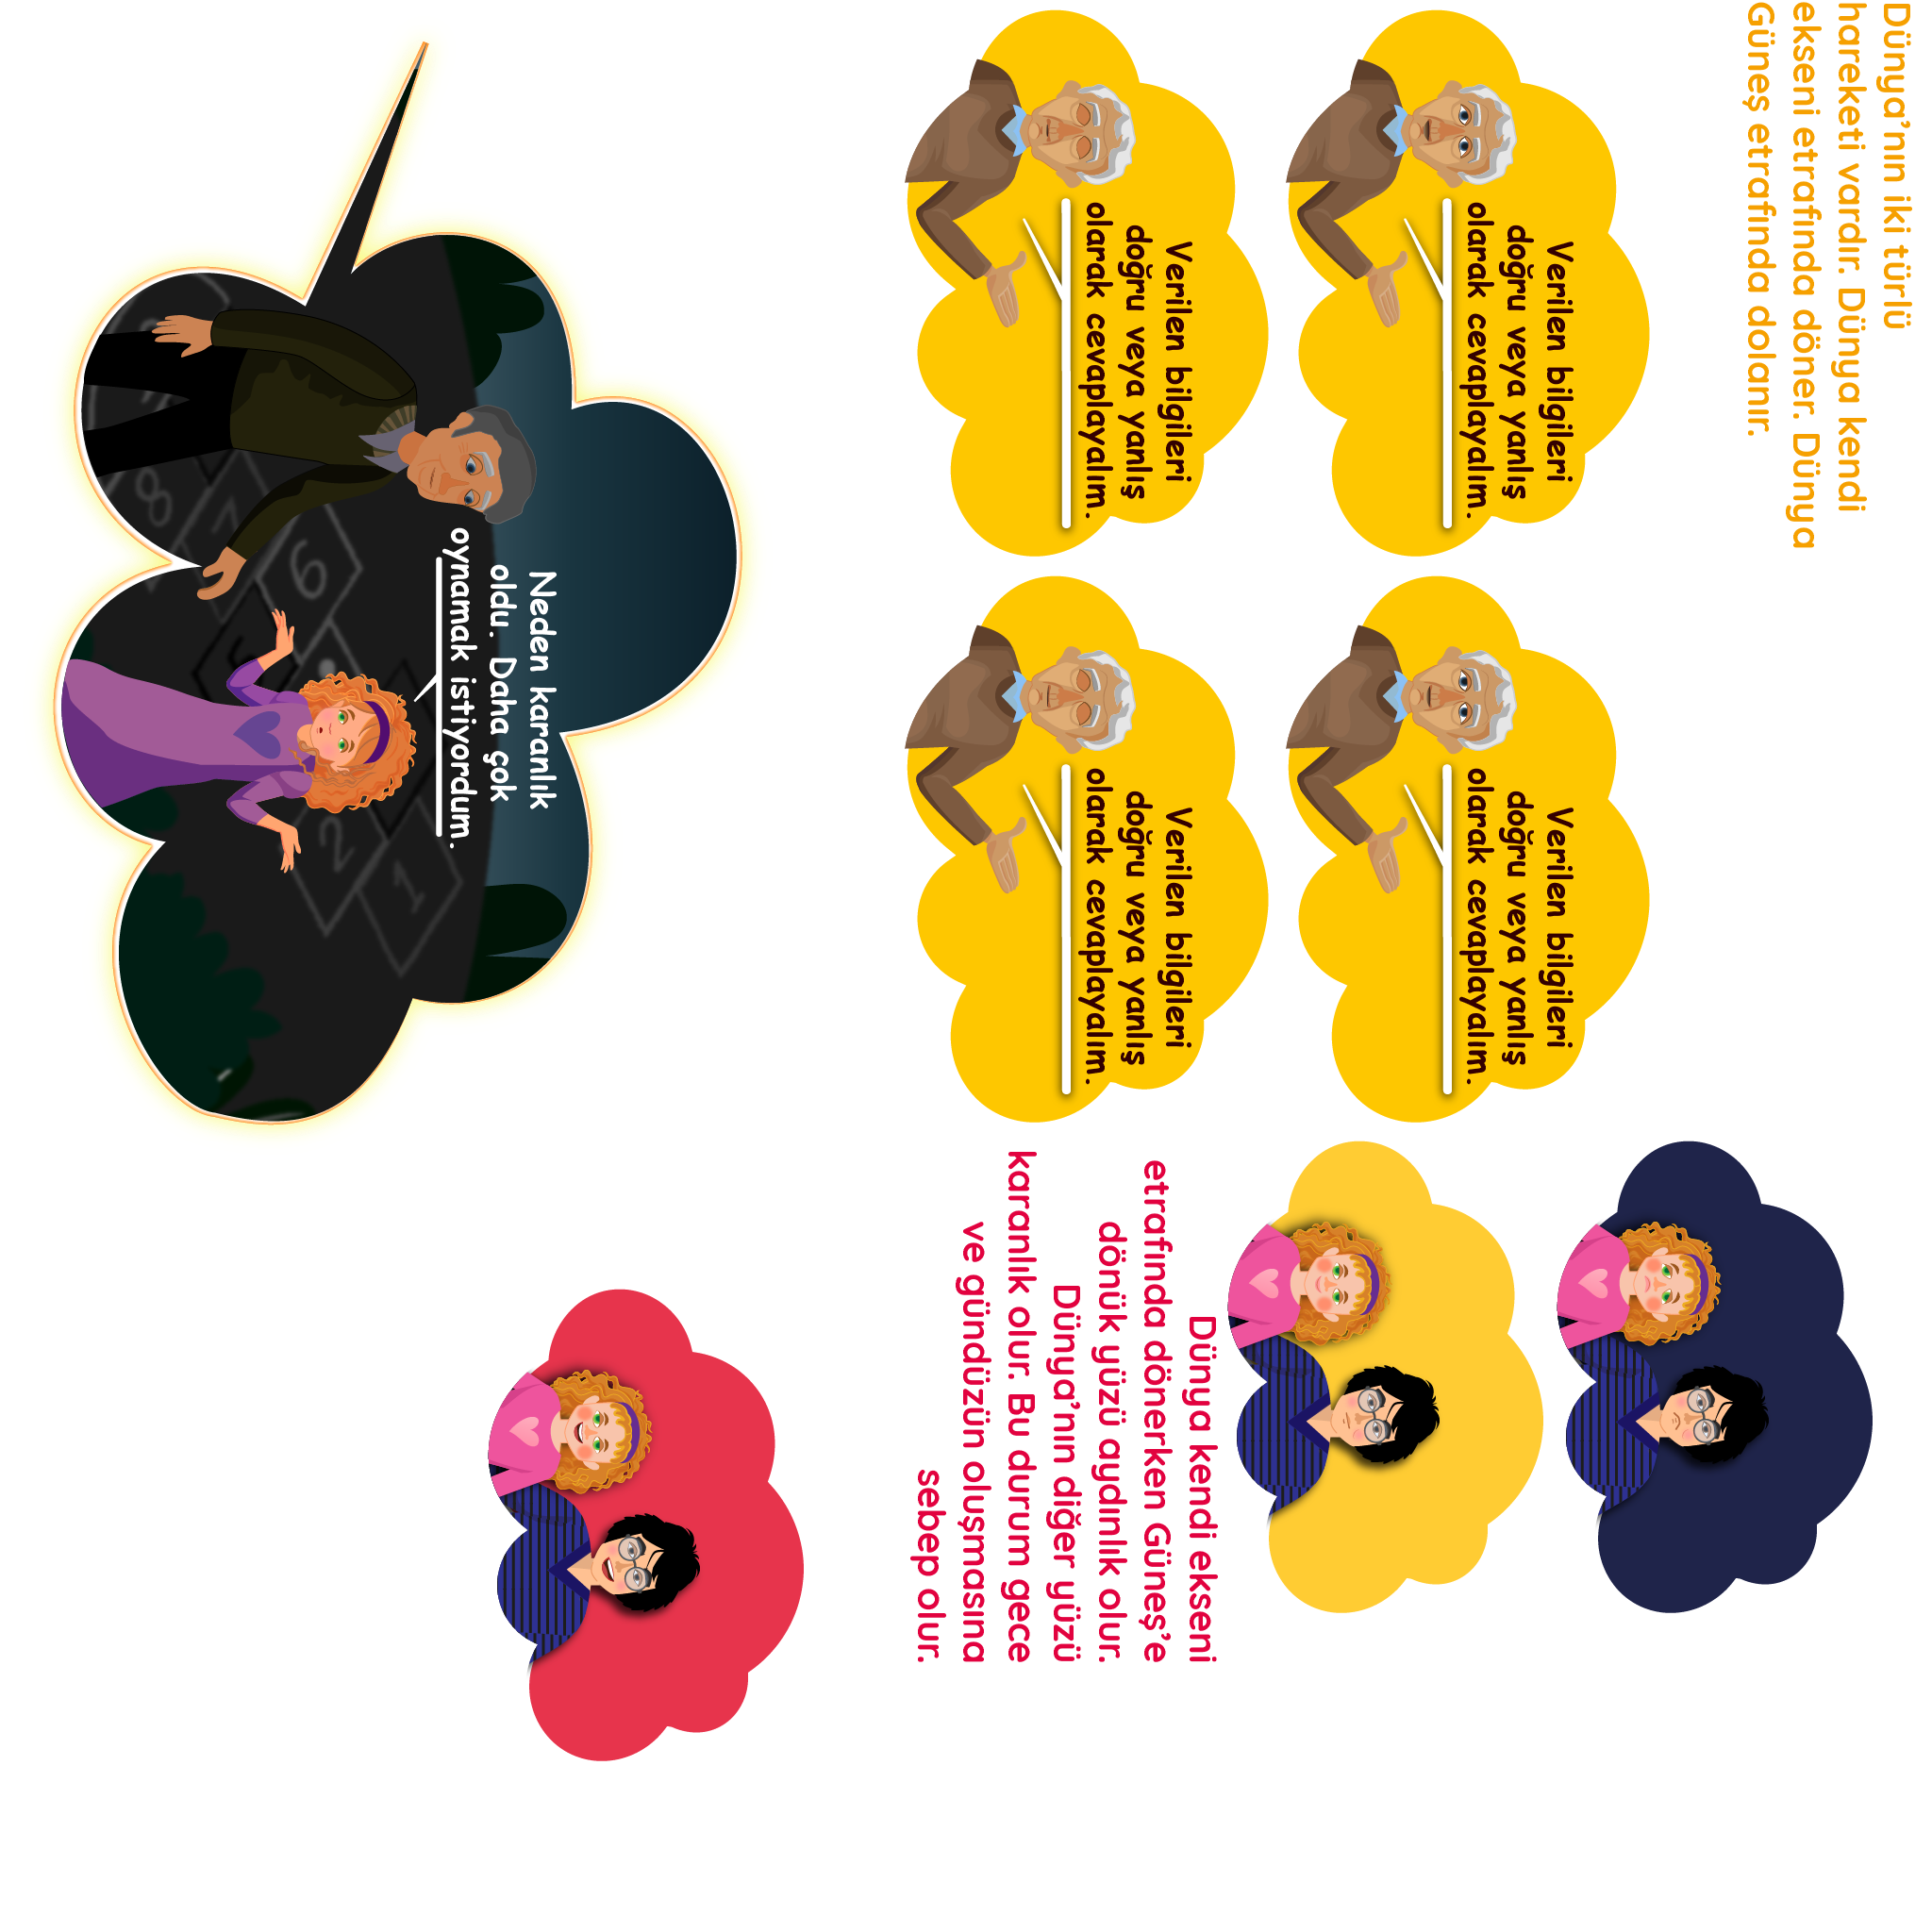 Dünya'nın iki türlü
hareketi vardır. Dünya kendi
ekseni etrafında döner. Dünya
Güneş etrafında dolanır.
Verilen bilgileri
doğru veya yanlış
olarak cevaplayalım.
Verilen bilgileri
doğru veya yanlış
olarak cevaplayalım.
Verilen bilgileri
doğru veya yanlış
olarak cevaplayalım.
Verilen bilgileri
doğru veya yanlış
olarak cevaplayalım.
Dünya kendi ekseni
etrafında dönerken Güneş'e
dönük yüzü aydınlık olur.
Dünya'nın diğer yüzü
karanlık olur. Bu durum gece
ve gündüzün oluşmasına
sebep olur.
Neden karanlık
oldu. Daha çok
oynamak istiyordum.
1
2
6
7
8